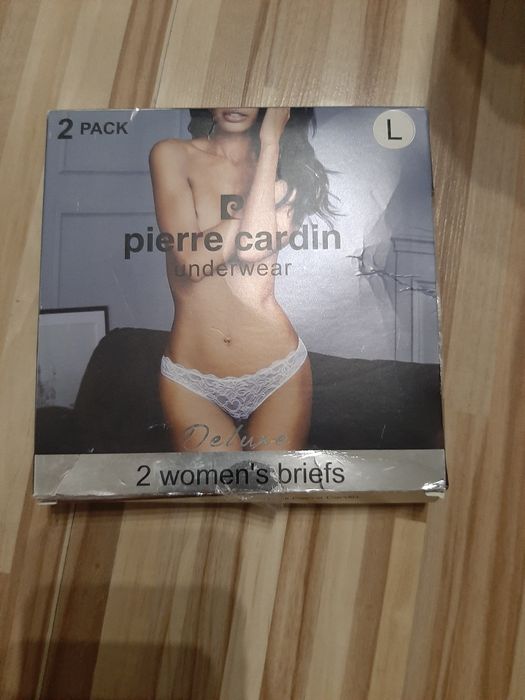 2 PACK
L
pierre cardin
underwear
Deluxe
2 women's briefs